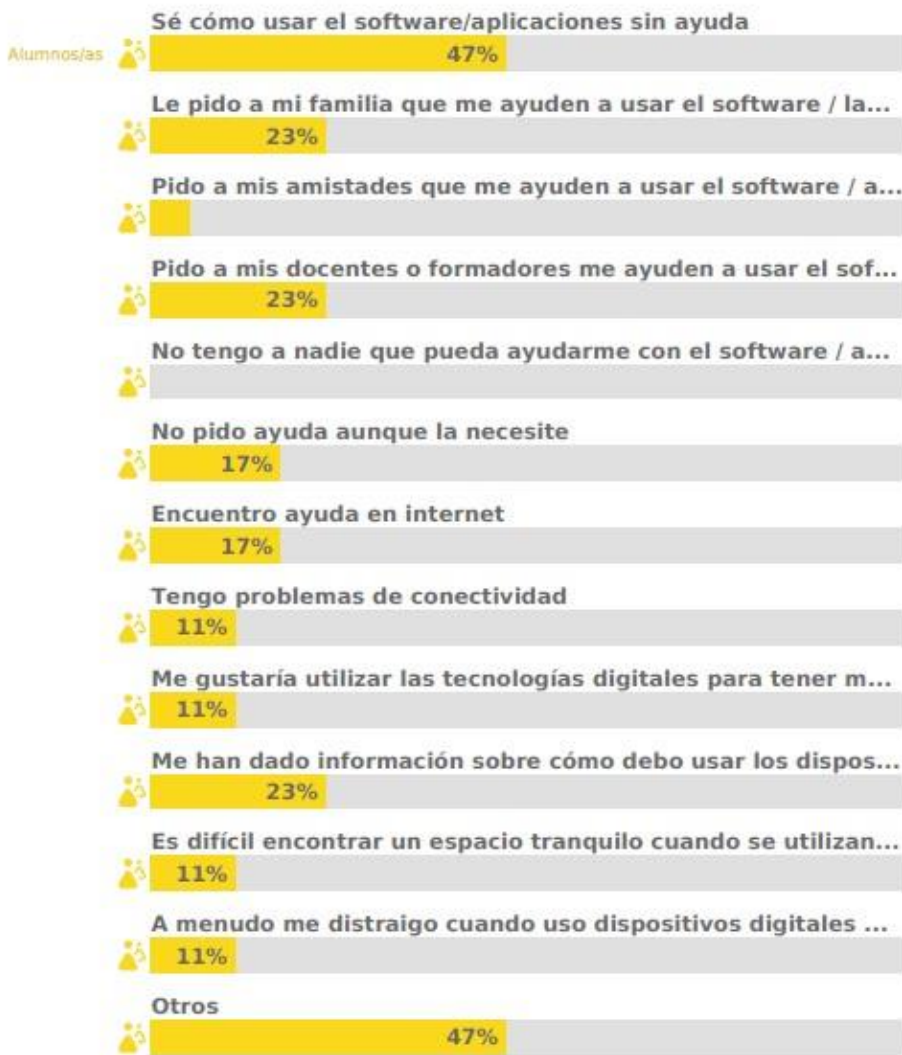 Sé cómo usar el software/aplicaciones sin ayuda
Alumnos/as
47%
Le pido a mi familia que me ayuden a usar el software / la...
23%
Pido a mis amistades que me ayuden a usar el software / a...
Pido a mis docentes o formadores me ayuden a usar el sof...
23%
No tengo a nadie que pueda ayudarme con el software / a...
No pido ayuda aunque la necesite
17%
Encuentro ayuda en internet
17%
Tengo problemas de conectividad
11%
Me gustaría utilizar las tecnologías digitales para tener m...
11%
Me han dado información sobre cómo debo usar los dispos...
23%
Es difícil encontrar un espacio tranquilo cuando se utilizan...
11%
A menudo me distraigo cuando uso dispositivos digitales ...
11%
Otros
47%